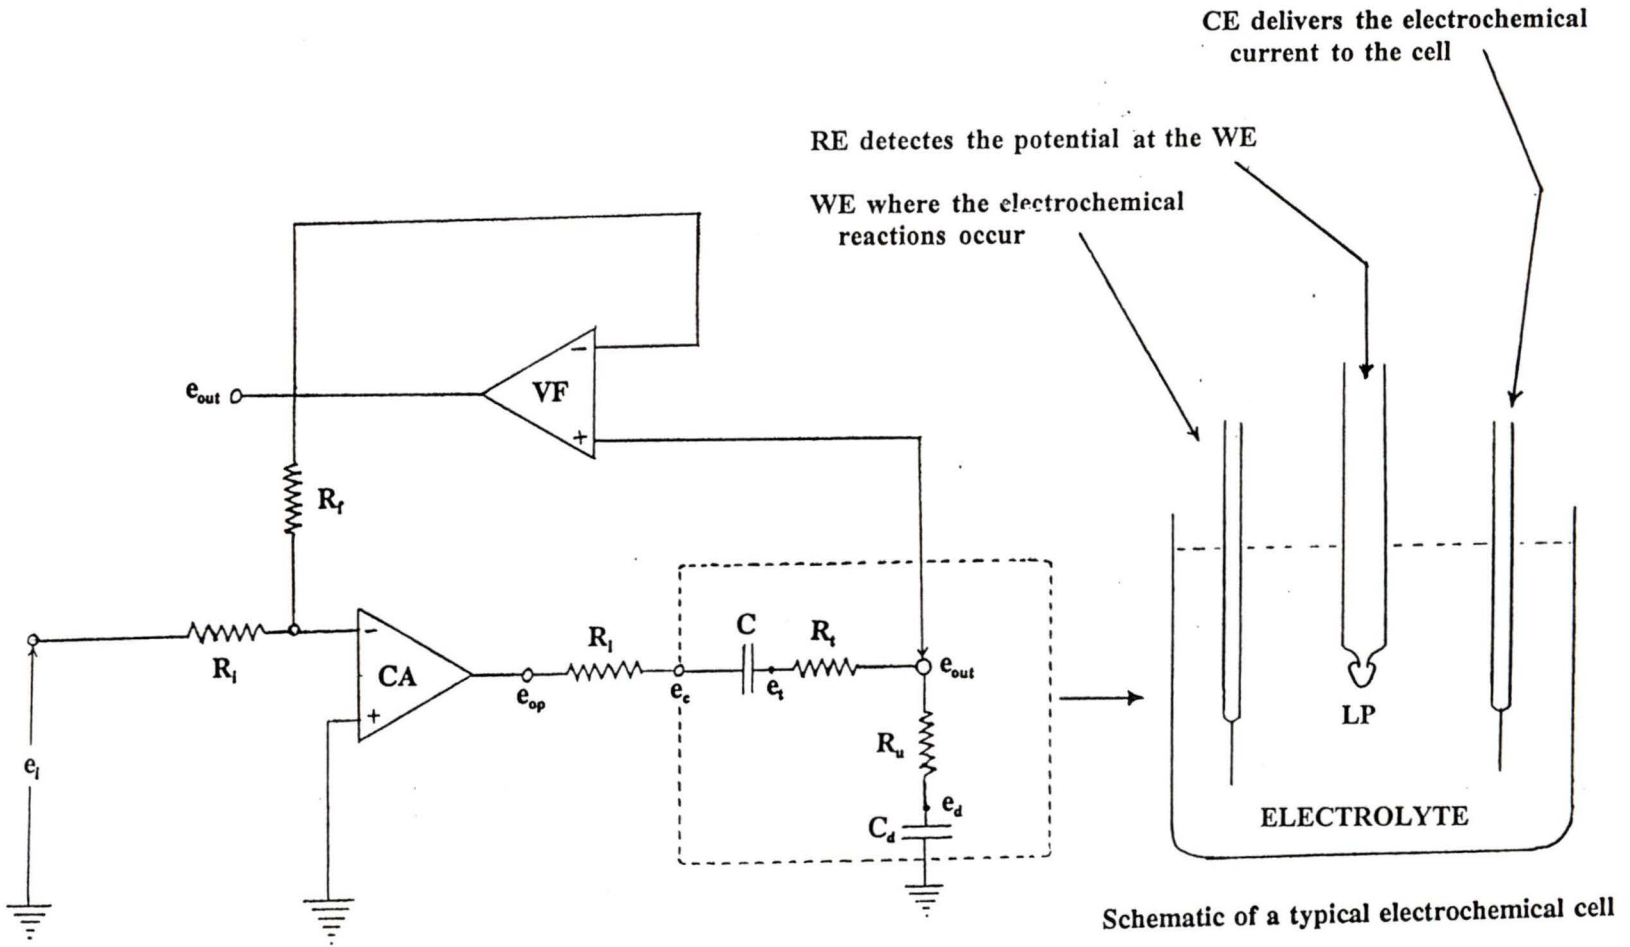 CE delivers the electrochemical
current to the cell
RE detectes the potential at the WE
WE where the electrochemical
reactions occur
−
e_out
VF
+
R_f
C
R_t
−
R_l
e_out
R_i
CA
e_c
e_t
e_op
LP
+
R_u
e_i
e_d
C_d
ELECTROLYTE
Schematic of a typical electrochemical cell